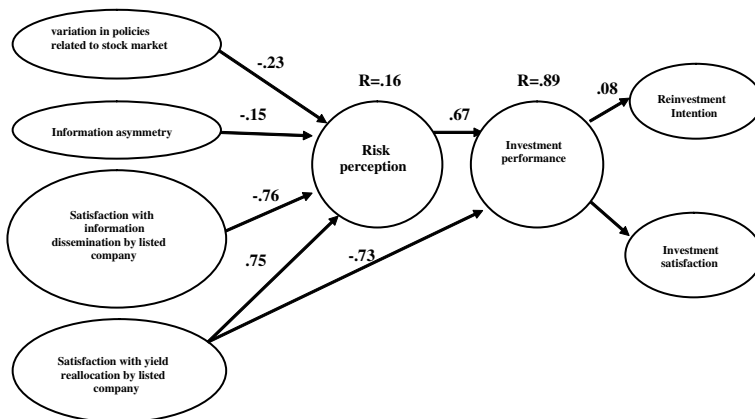 variation in policies
related to stock market
-.23
R=.16
R=.89
.08
Reinvestment
Intention
Information asymmetry
-.15
Risk
perception
.67
Investment
performance
-.76
Satisfaction with
information
dissemination by listed
company
.75
-.73
Investment
satisfaction
Satisfaction with yield
reallocation by listed
company